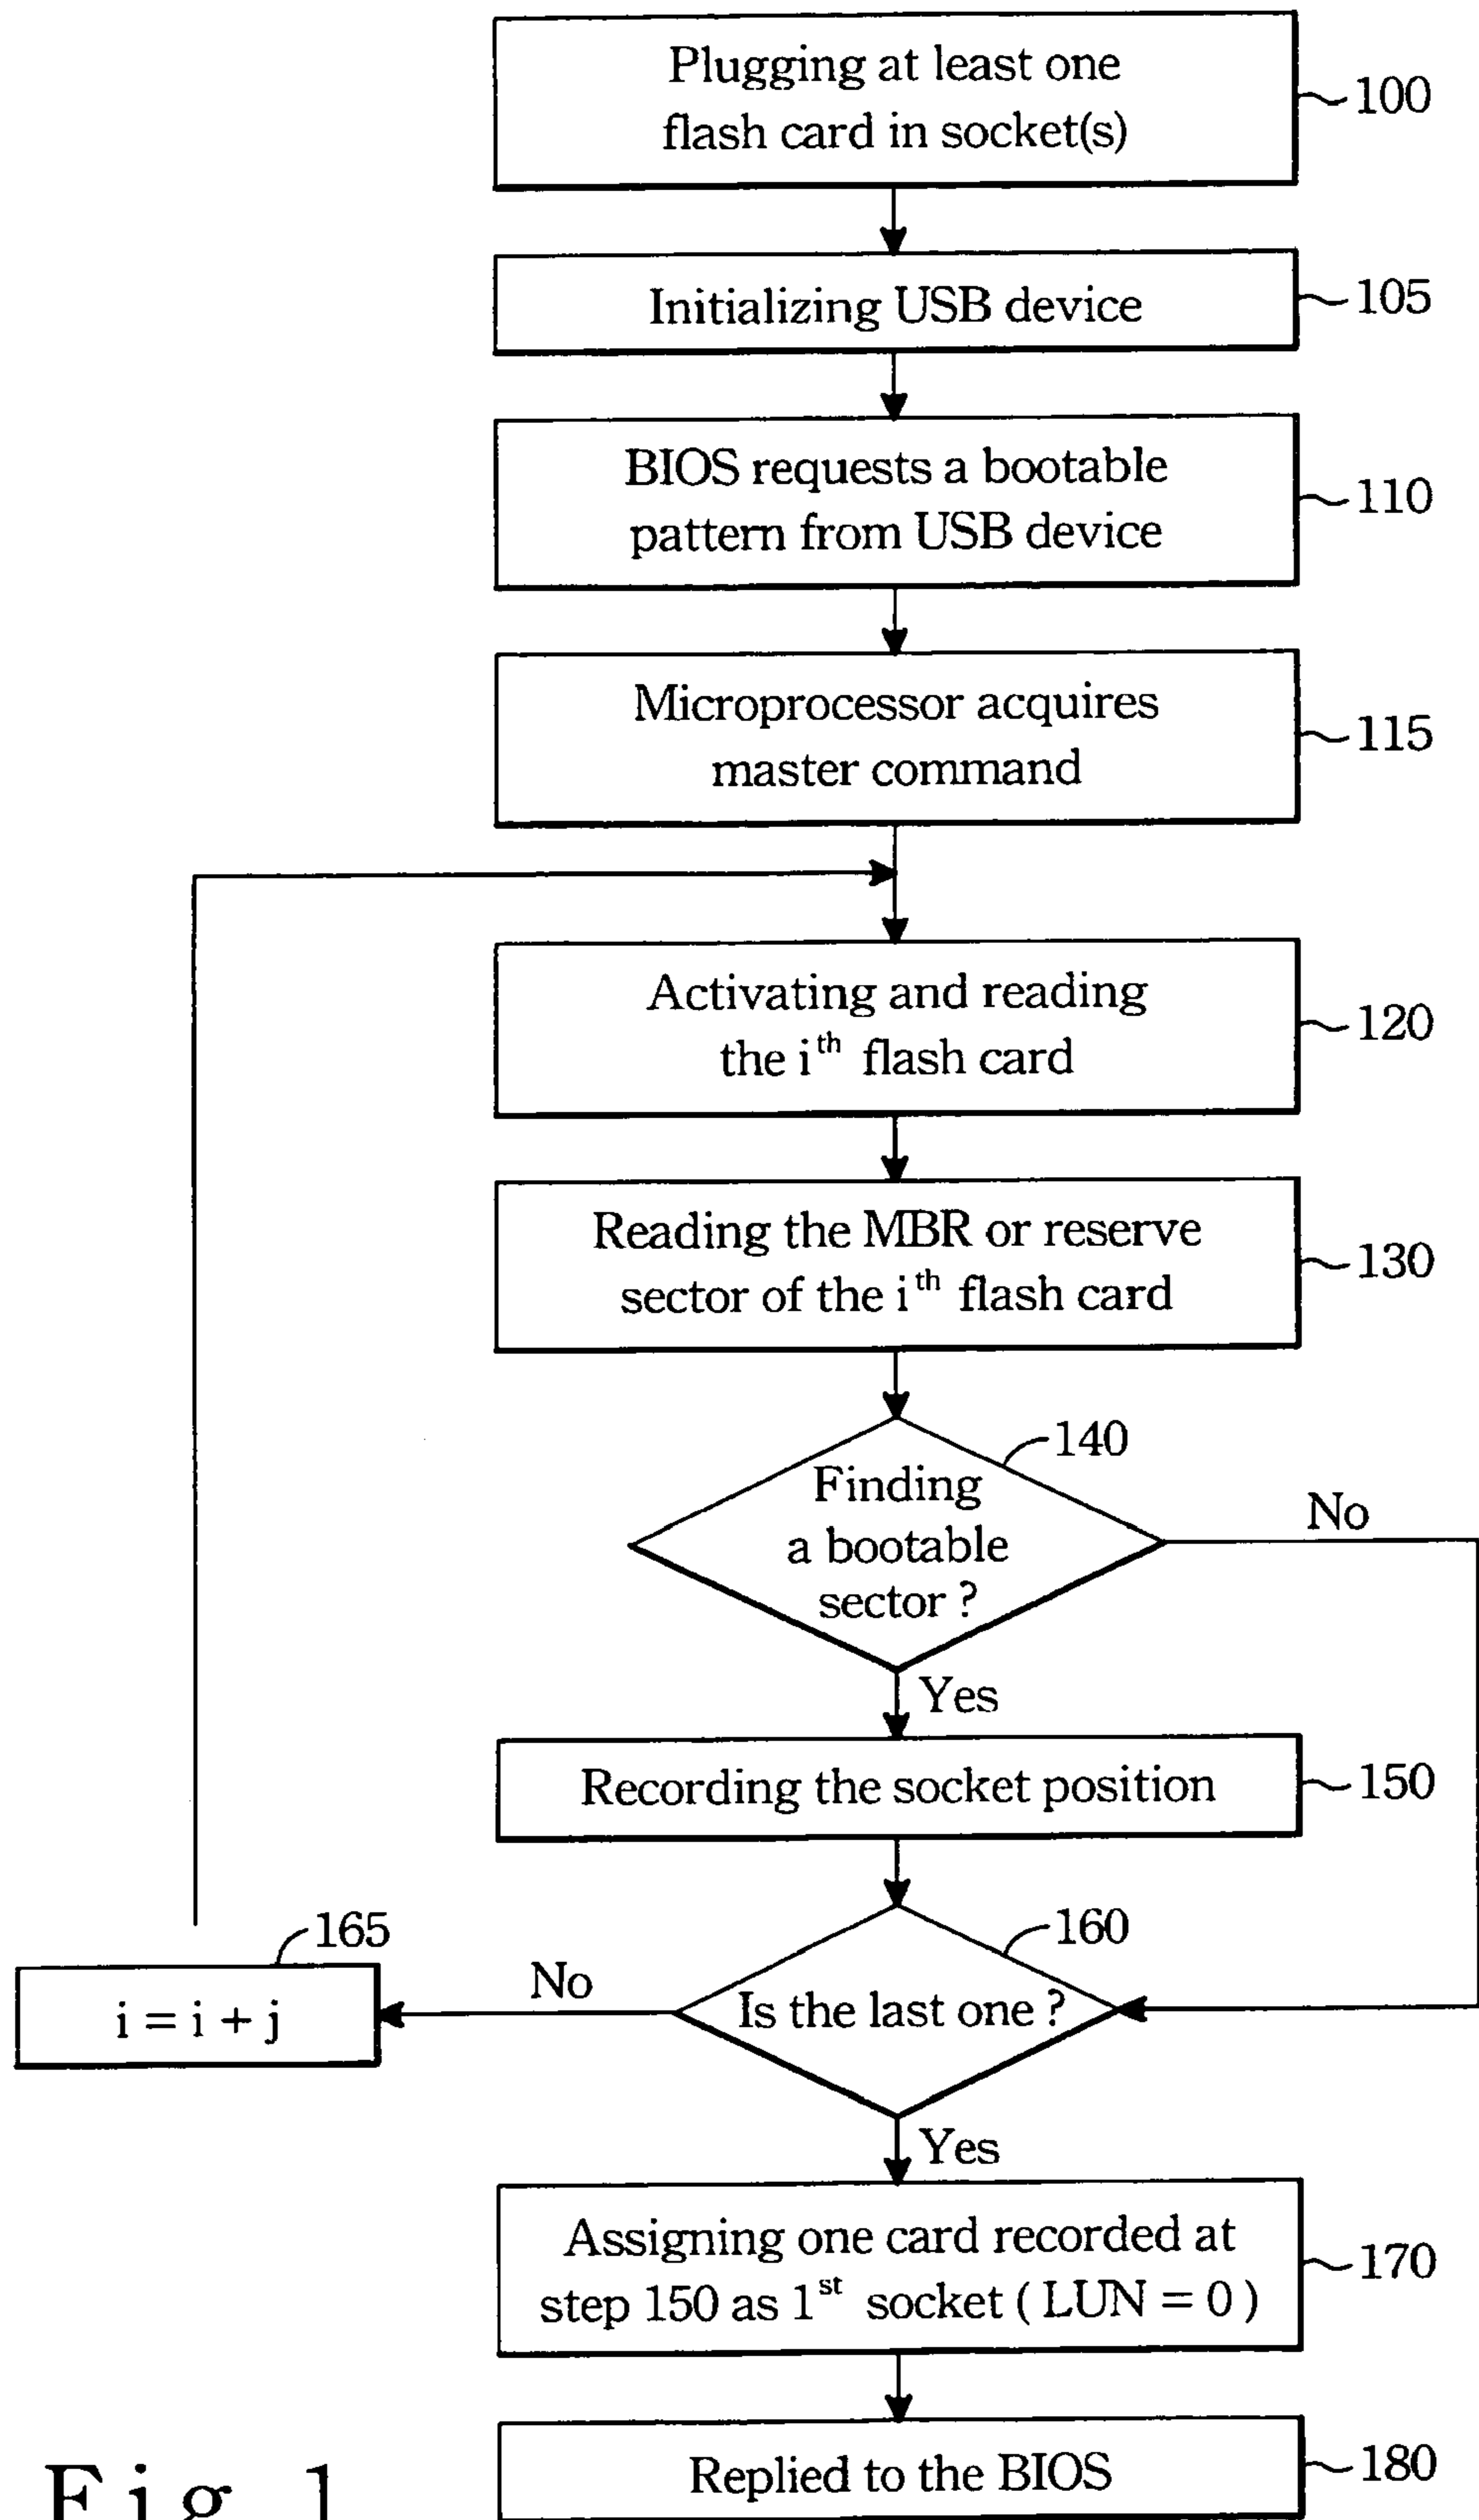 Plugging at least one
flash card in socket(s)
100
Initializing USB device
105
BIOS requests a bootable
pattern from USB device
110
Microprocessor acquires
master command
115
Activating and reading
the i th flash card
120
Reading the MBR or reserve
sector of the i th flash card
130
140
Finding
a bootable
sector ?
No
Yes
Recording the socket position
150
160
165
No
Is the last one ?
i = i + j
Yes
Assigning one card recorded at
step 150 as 1st socket ( LUN = 0 )
170
Replied to the BIOS
180
Fig. 1